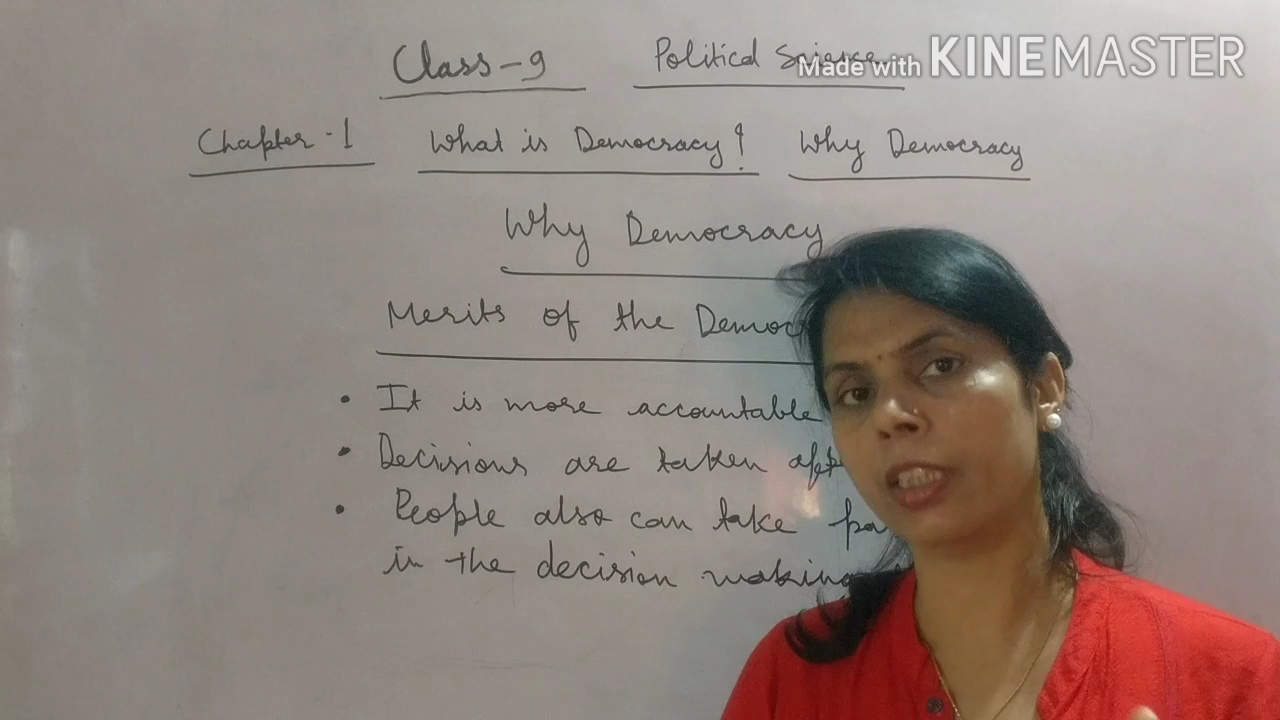 Class-9 Political Science
Made with KINEMASTER
Chapter-1 What is Democracy? Why Democracy
Why Democracy
Merits of the
• It is more accountable
• Decisions are taken
• People also can take
in the decision making